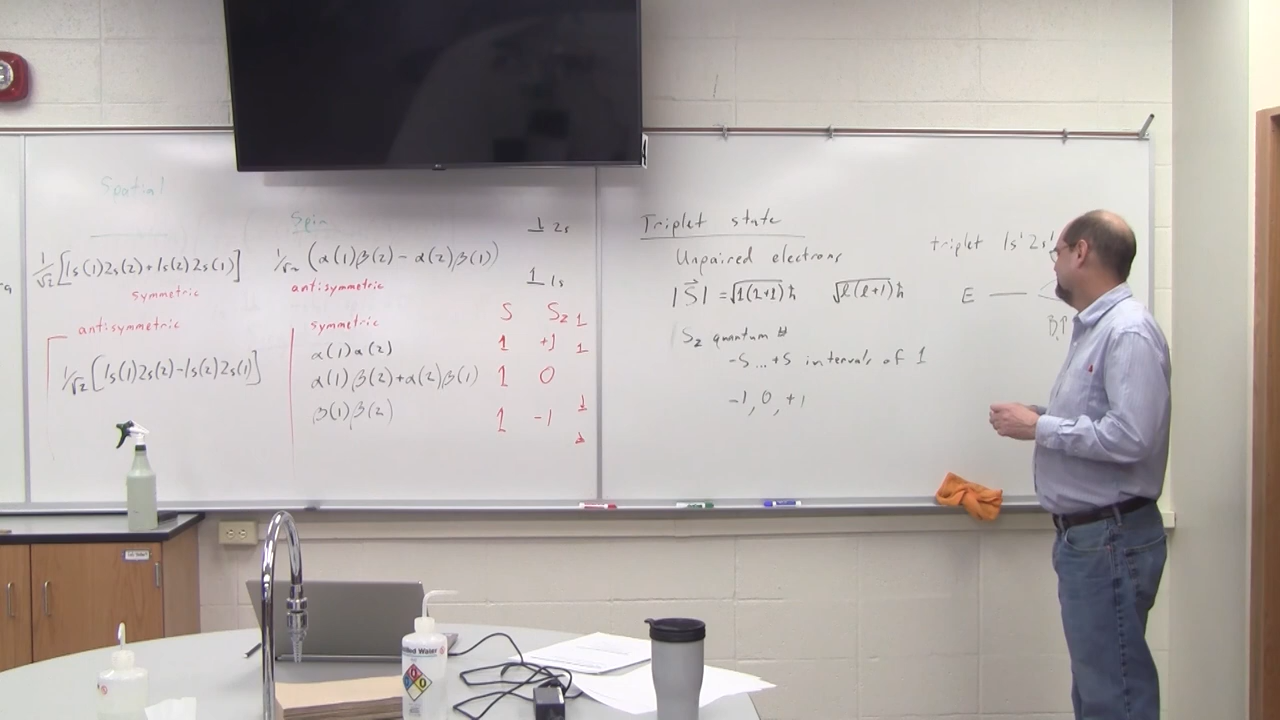 Spatial
1/√2 [1s(1)2s(2)+1s(2)2s(1)]
symmetric
antisymmetric
1/√2 [1s(1)2s(2)-1s(2)2s(1)]
Spin
1/√2 (α(1)β(2) - α(2)β(1))
antisymmetric
symmetric
α(1)α(2)
α(1)β(2)+α(2)β(1)
β(1)β(2)
1 2s
1 1s
S Sz
1 +1
1 0
1 -1
Triplet state
Unpaired electrons
|S⃗| = √1(1+1) ħ √ℓ(ℓ+1) ħ
Sz quantum #
-s...+s intervals of 1
-1, 0, +1
triplet 1s¹2s¹
E
B↑
Water